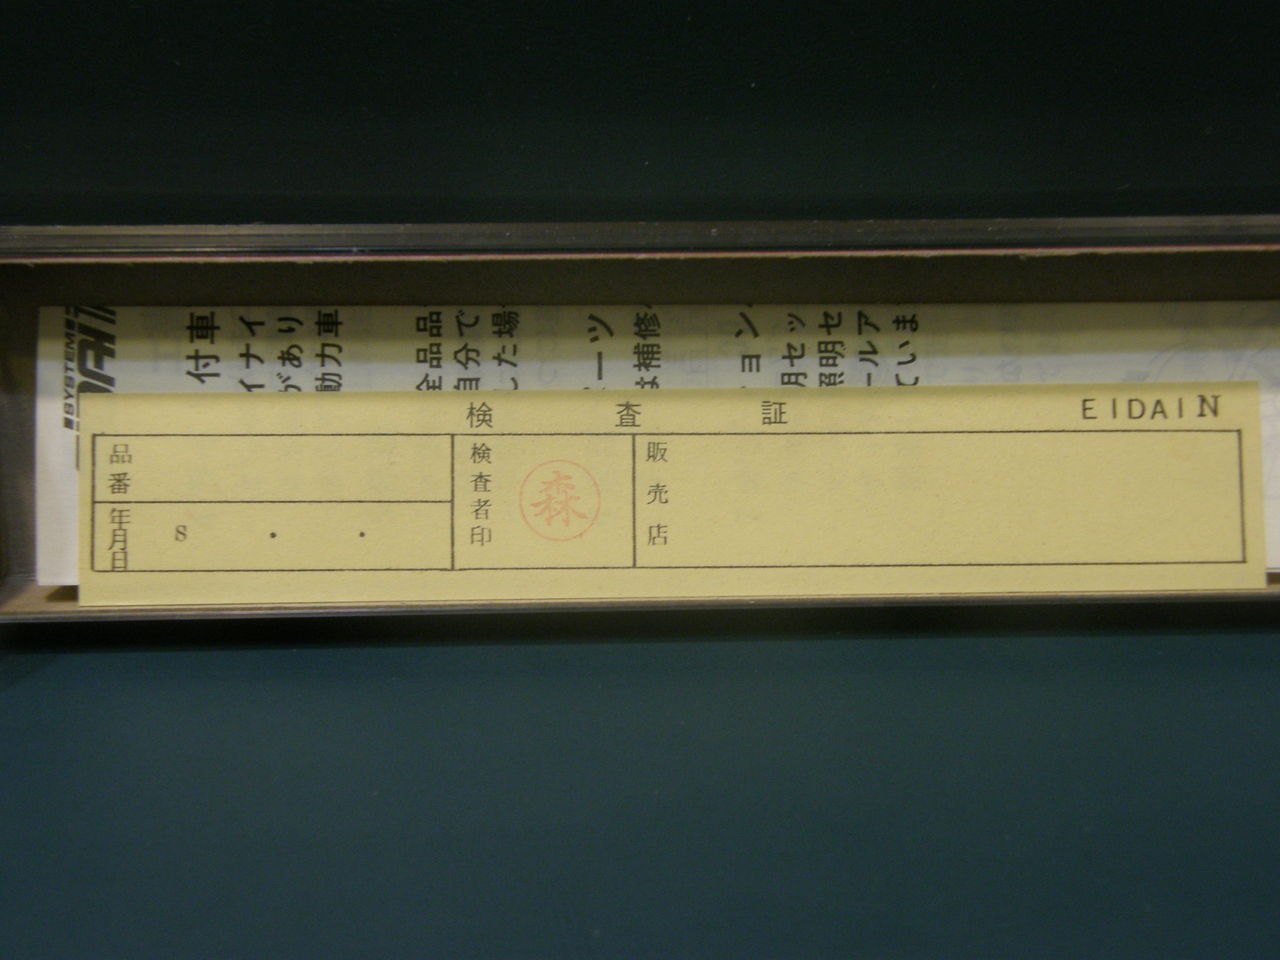 SYSTEM
付車
イナイ
があり
動力車
全品品
自分で
した場
ーツ
は補修
ョン
月セッ
照明セ
ールア
ていま
検査証 EIDAI N
品番
年月日 8 ・ ・
検査者印 森
販売店